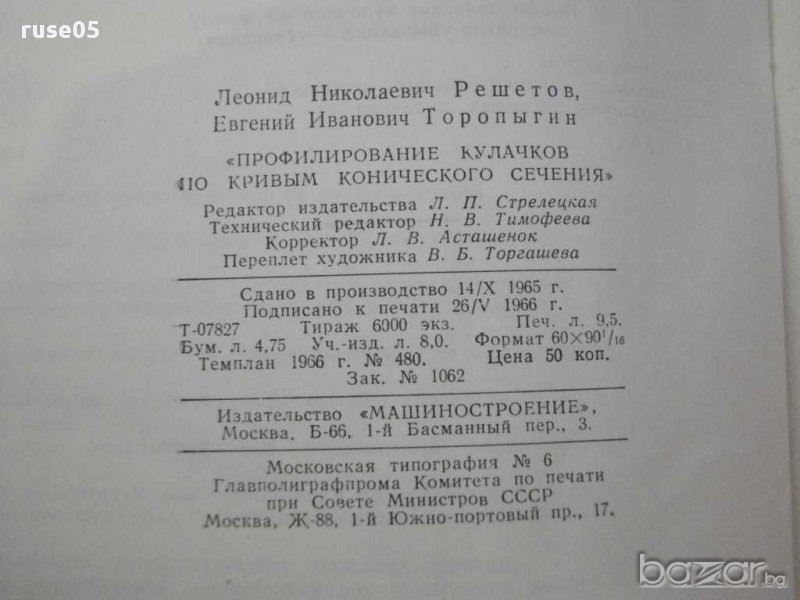 ruse05
Леонид Николаевич Решетов,
Евгений Иванович Торопыгин
«ПРОФИЛИРОВАНИЕ КУЛАЧКОВ
ПО КРИВЫМ КОНИЧЕСКОГО СЕЧЕНИЯ»
Редактор издательства Л. П. Стрелецкая
Технический редактор Н. В. Тимофеева
Корректор Л. В. Асташенок
Переплет художника В. Б. Торгашева
Сдано в производство 14/X 1965 г.
Подписано к печати 26/V 1966 г.
Т-07827 Тираж 6000 экз. Печ. л. 9,5.
Бум. л. 4,75 Уч.-изд. л. 8,0. Формат 60×90¹/₁₆
Темплан 1966 г. № 480. Цена 50 коп.
Зак. № 1062
Издательство «МАШИНОСТРОЕНИЕ»,
Москва, Б-66, 1-й Басманный пер., 3.
Московская типография № 6
Главполиграфпрома Комитета по печати
при Совете Министров СССР
Москва, Ж-88, 1-й Южно-портовый пр., 17.
bazar.bg